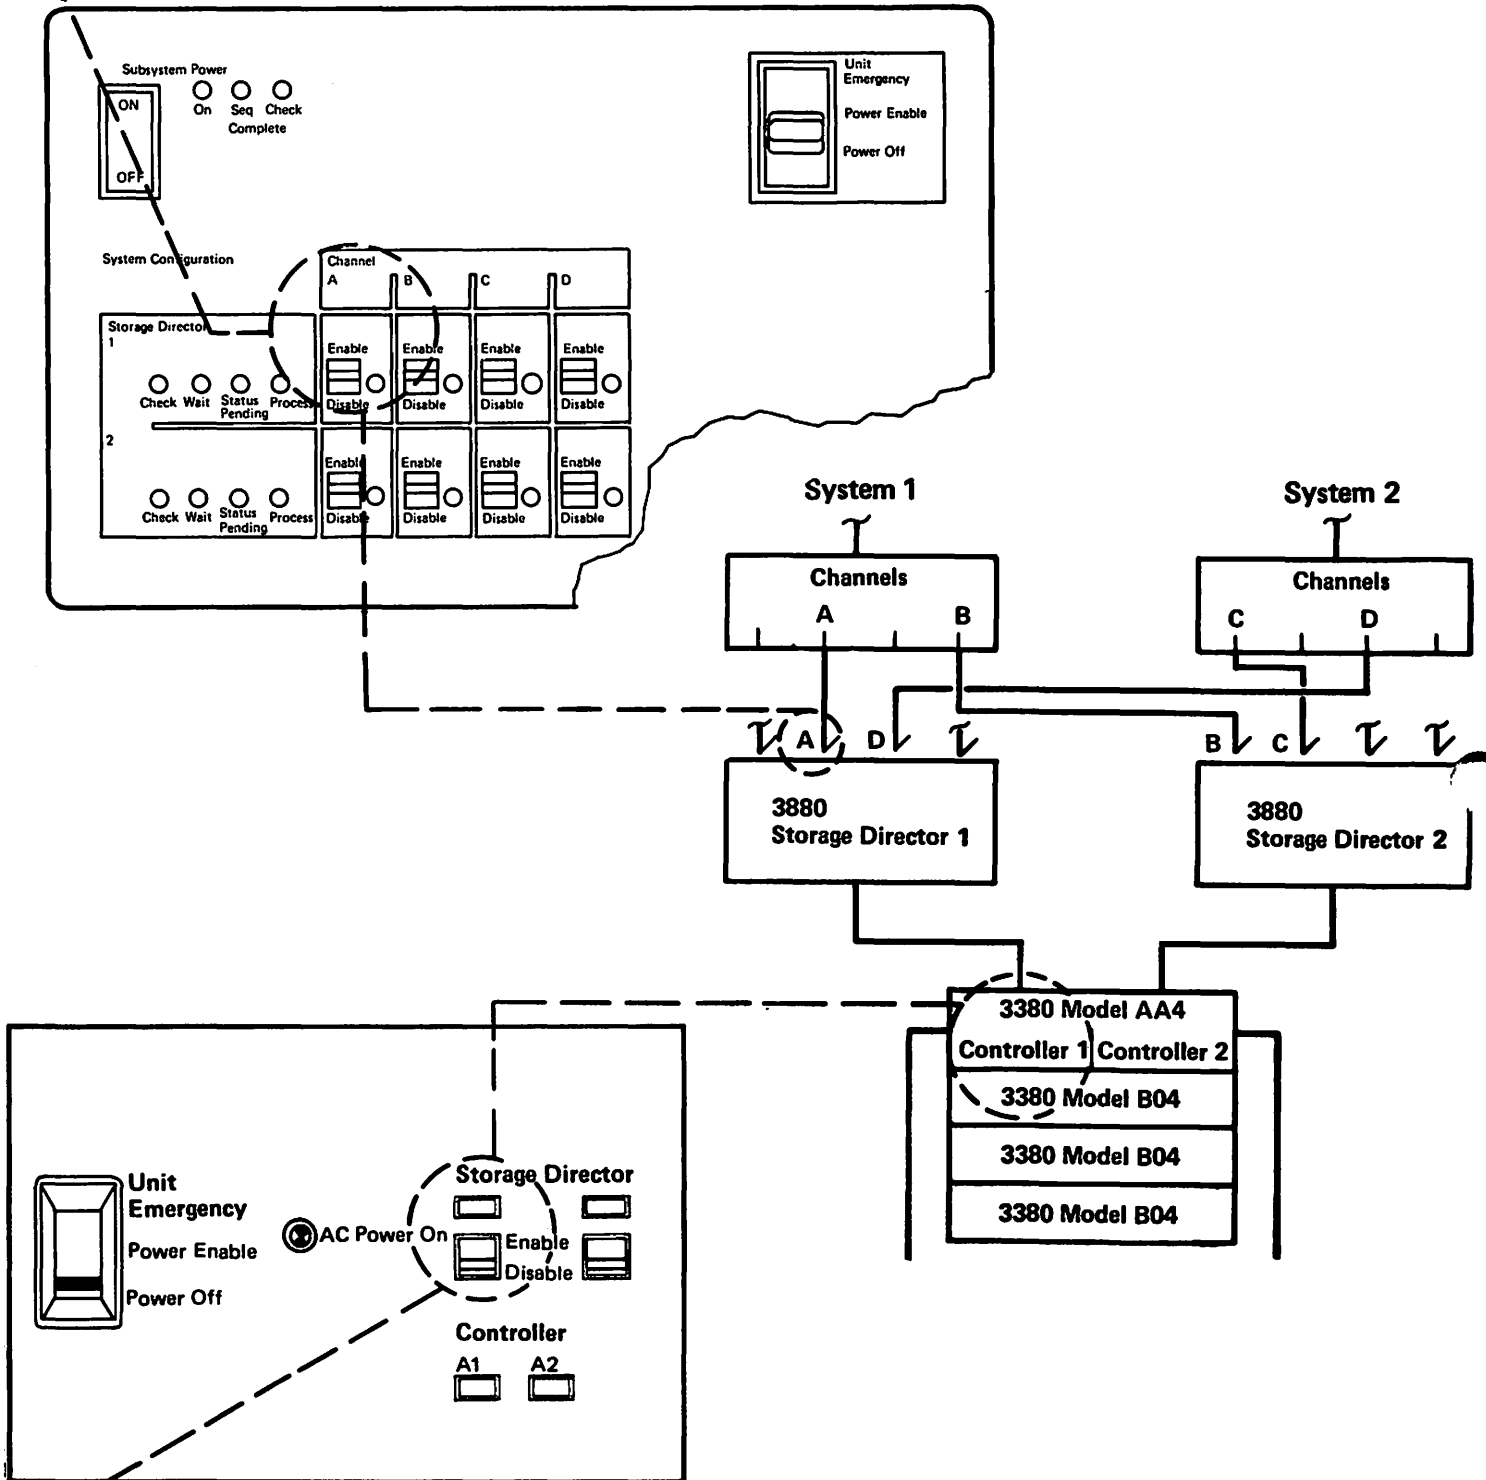 Subsystem Power
ON
OFF
On Seq Check
Complete
Unit
Emergency
Power Enable
Power Off
System Configuration
Channel
A B C D
Storage Director
1
Enable Enable Enable Enable
Check Wait Status Pending Process
Disable Disable Disable Disable
2
Enable Enable Enable Enable
Check Wait Status Pending Process
Disable Disable Disable Disable
System 1
System 2
Channels
A B
Channels
C D
A D
B C
3880
Storage Director 1
3880
Storage Director 2
3380 Model AA4
Controller 1 Controller 2
3380 Model B04
3380 Model B04
3380 Model B04
Unit
Emergency
Power Enable
Power Off
AC Power On
Storage Director
Enable
Disable
Controller
A1 A2